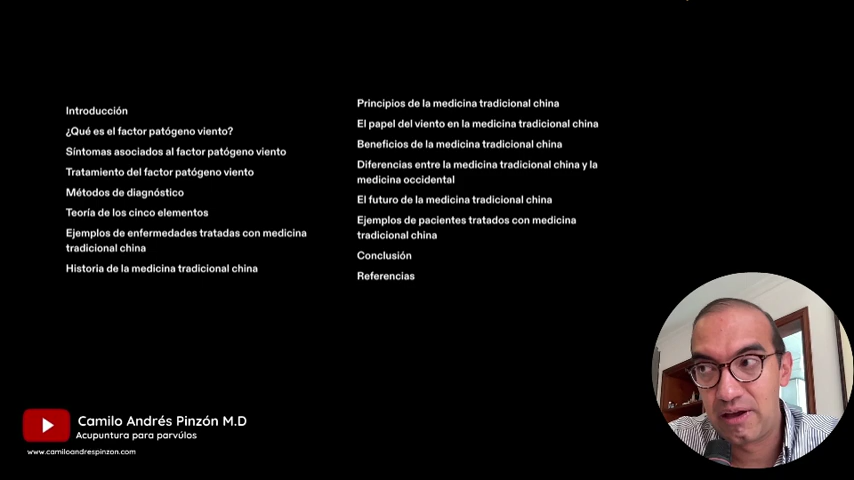 Introducción
¿Qué es el factor patógeno viento?
Síntomas asociados al factor patógeno viento
Tratamiento del factor patógeno viento
Métodos de diagnóstico
Teoría de los cinco elementos
Ejemplos de enfermedades tratadas con medicina
tradicional china
Historia de la medicina tradicional china
Principios de la medicina tradicional china
El papel del viento en la medicina tradicional china
Beneficios de la medicina tradicional china
Diferencias entre la medicina tradicional china y la
medicina occidental
El futuro de la medicina tradicional china
Ejemplos de pacientes tratados con medicina
tradicional china
Conclusión
Referencias
Camilo Andrés Pinzón M.D
Acupuntura para parvúlos
www.camiloandrespinzon.com